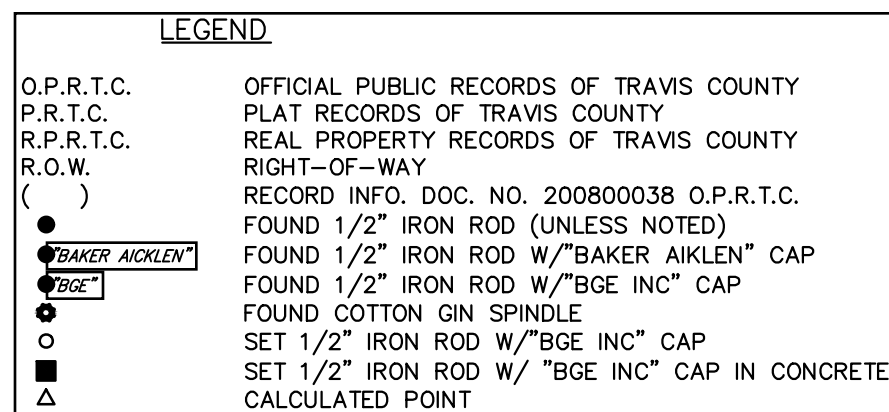 LEGEND
O.P.R.T.C. OFFICIAL PUBLIC RECORDS OF TRAVIS COUNTY
P.R.T.C. PLAT RECORDS OF TRAVIS COUNTY
R.P.R.T.C. REAL PROPERTY RECORDS OF TRAVIS COUNTY
R.O.W. RIGHT-OF-WAY
( ) RECORD INFO. DOC. NO. 200800038 O.P.R.T.C.
● FOUND 1/2" IRON ROD (UNLESS NOTED)
● "BAKER AICKLEN" FOUND 1/2" IRON ROD W/"BAKER AIKLEN" CAP
● "BGE" FOUND 1/2" IRON ROD W/"BGE INC" CAP
FOUND COTTON GIN SPINDLE
○ SET 1/2" IRON ROD W/"BGE INC" CAP
■ SET 1/2" IRON ROD W/ "BGE INC" CAP IN CONCRETE
△ CALCULATED POINT